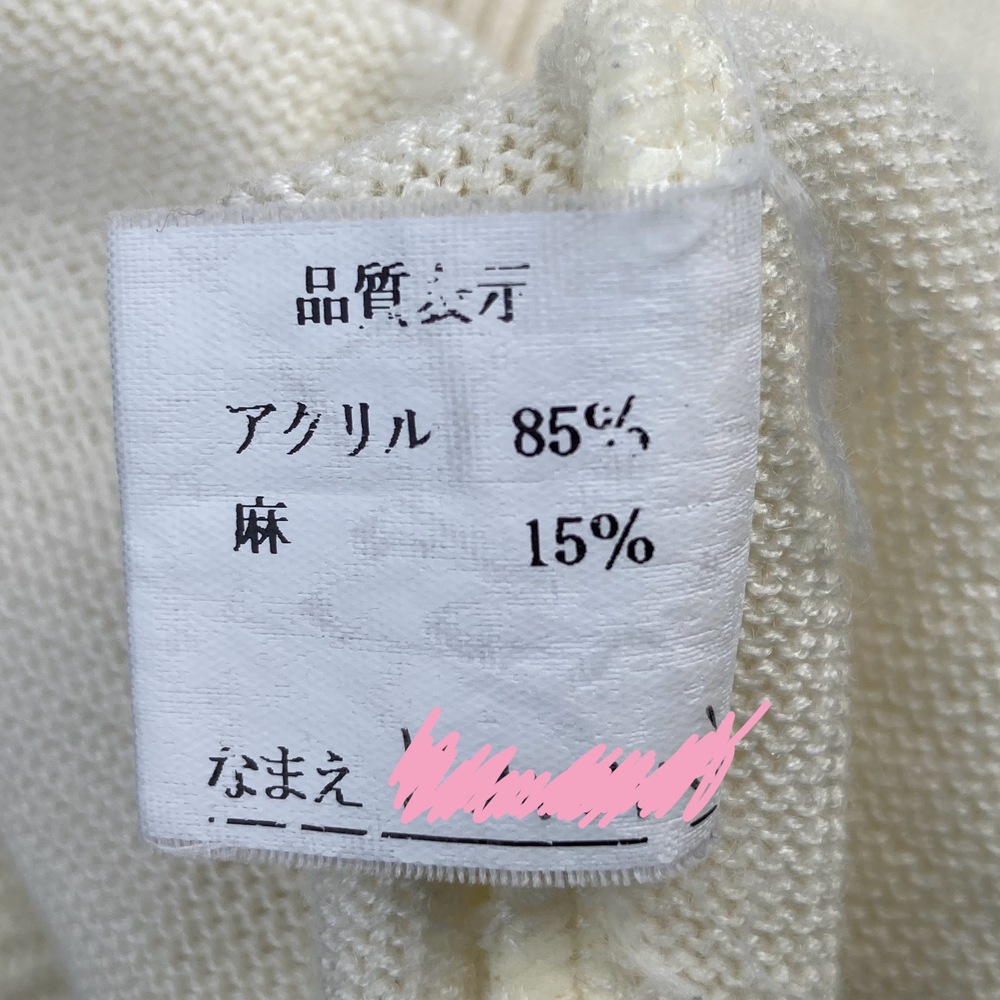 品質表示
アクリル 85%
麻 15%
なまえ